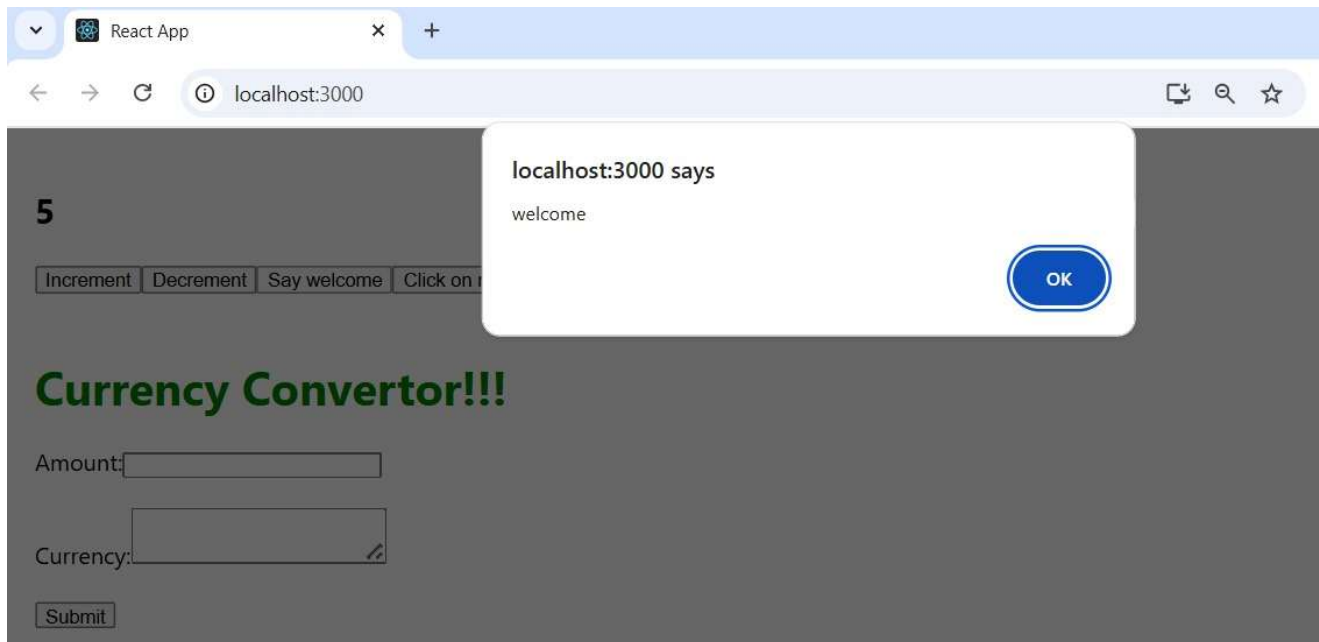 React App
localhost:3000
localhost:3000 says
welcome
OK
5
Increment Decrement Say welcome Click on
Currency Convertor!!!
Amount:
Currency:
Submit